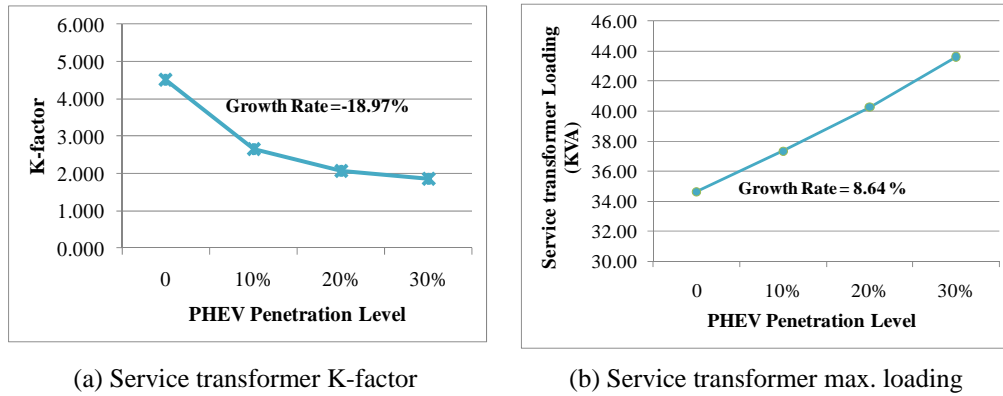 6.000
5.000
4.000
3.000
2.000
1.000
0.000
K-factor
Growth Rate=-18.97%
0 10% 20% 30%
PHEV Penetration Level
(a) Service transformer K-factor
46.00
44.00
42.00
40.00
38.00
36.00
34.00
32.00
30.00
Service transformer Loading
(KVA)
Growth Rate = 8.64 %
0 10% 20% 30%
PHEV Penetration Level
(b) Service transformer max. loading